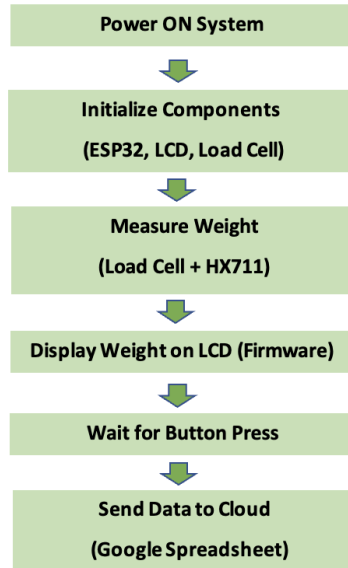 Power ON System
Initialize Components
(ESP32, LCD, Load Cell)
Measure Weight
(Load Cell + HX711)
Display Weight on LCD (Firmware)
Wait for Button Press
Send Data to Cloud
(Google Spreadsheet)